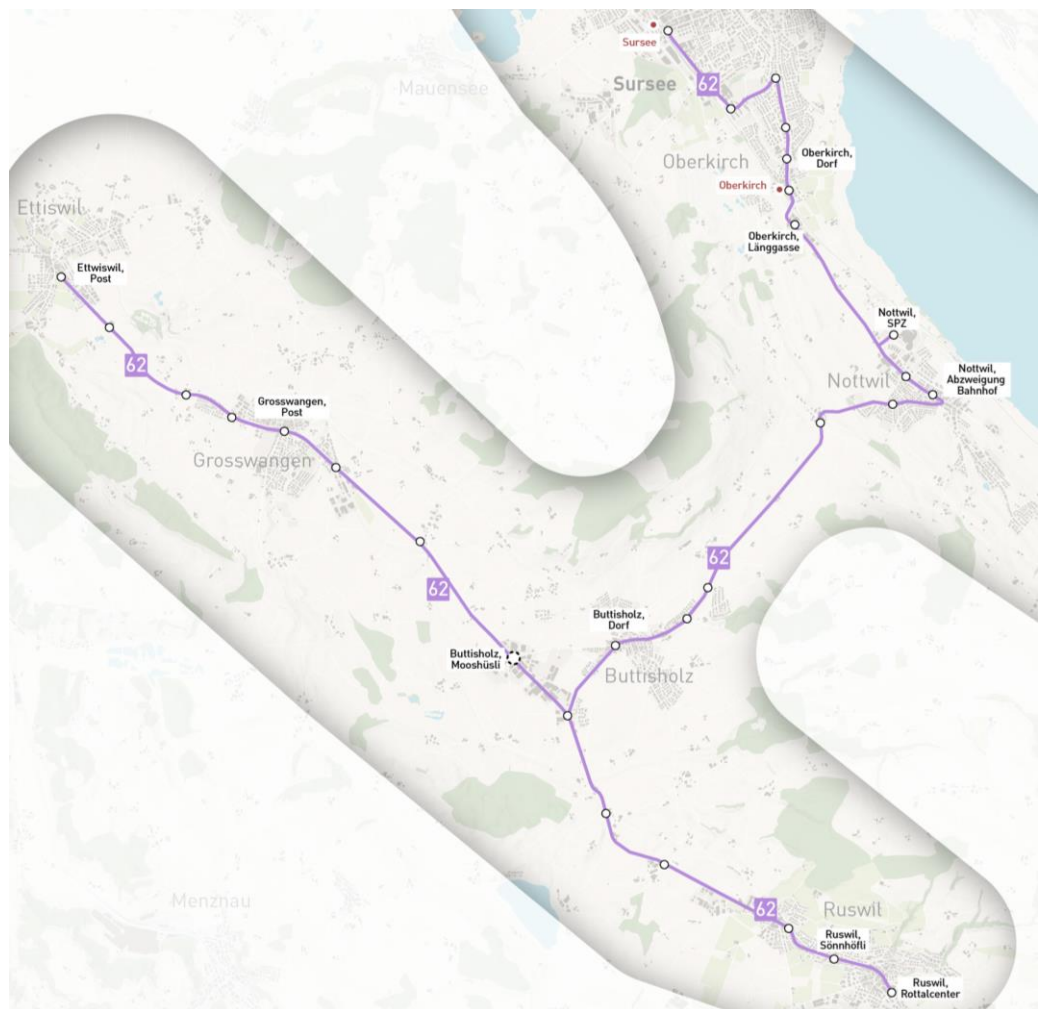 Sursee
Sursee
62
Mauensee
Oberkirch
Oberkirch,
Dorf
Oberkirch
Ettiswil
Oberkirch,
Länggasse
Ettwiswil,
Post
Nottwil,
SPZ
62
Nottwil
Nottwil,
Abzweigung
Bahnhof
Grosswangen,
Post
Grosswangen
62
62
Buttisholz,
Dorf
Buttisholz,
Mooshüsli
Buttisholz
Menznau
62
Ruswil
Ruswil,
Sönnhöfli
Ruswil,
Rottalcenter